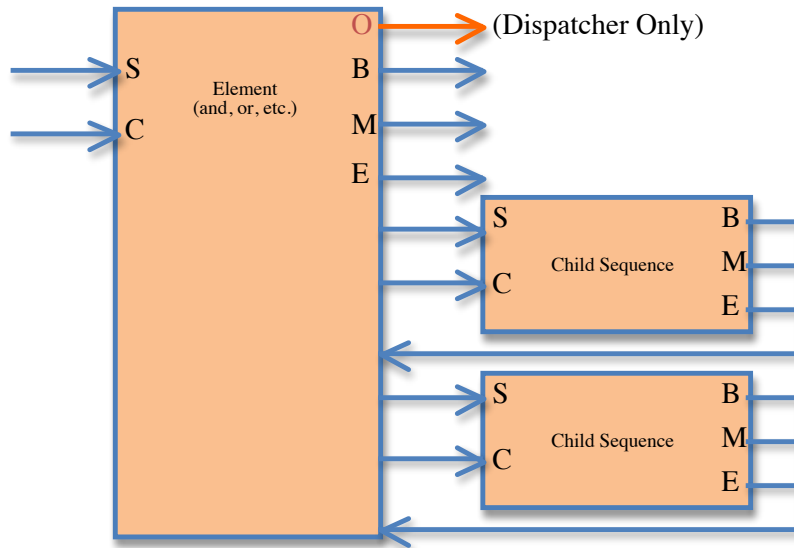 O (Dispatcher Only)
S B
Element
(and, or, etc.)
C M
E
S B
Child Sequence M
C
E
S B
Child Sequence M
C
E